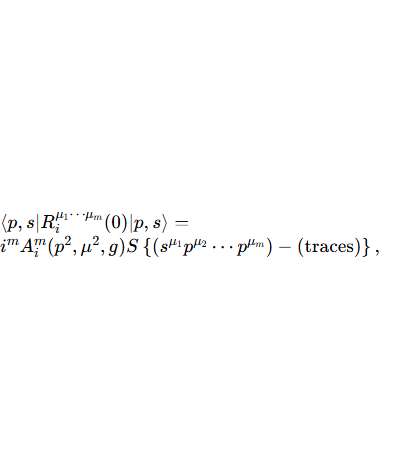 ⟨p, s|R_i^{μ_1⋯μ_m}(0)|p, s⟩ =
i^m A_i^m(p^2, μ^2, g)S {(s^{μ_1}p^{μ_2} ⋯ p^{μ_m}) − (traces)} ,